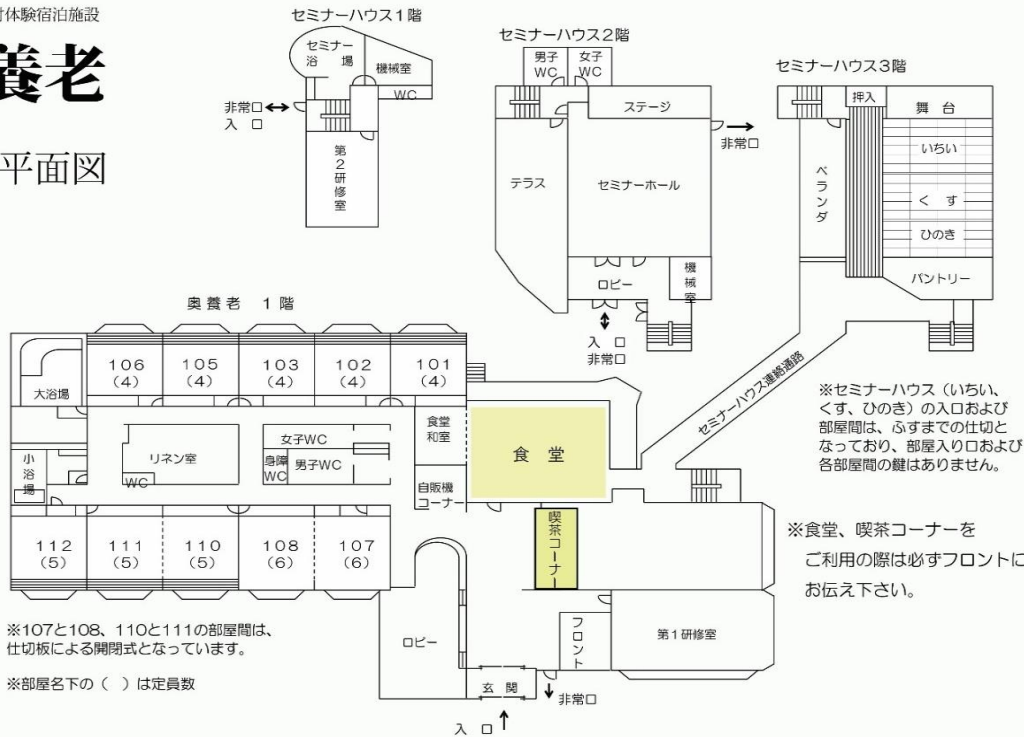 体験宿泊施設
養老
平面図
セミナーハウス１階
セミナー
浴　場
機械室
WC
非常口
入　口
第２研修室
セミナーハウス２階
男子
WC
女子
WC
ステージ
非常口
テラス
セミナーホール
ロビー
機械室
入　口
非常口
セミナーハウス３階
押入
舞　台
いちい
ベランダ
く　す
ひのき
パントリー
セミナーハウス連絡通路
※セミナーハウス（いちい、
くす、ひのき）の入口および
部屋間は、ふすまでの仕切と
なっており、部屋入り口および
各部屋間の鍵はありません。
奥養老　１階
大浴場
106
(4)
105
(4)
103
(4)
102
(4)
101
(4)
食堂
和室
食　堂
小浴場
リネン室
WC
女子WC
身障
WC
男子WC
自販機
コーナー
喫茶コーナー
※食堂、喫茶コーナーを
ご利用の際は必ずフロントに
お伝え下さい。
112
(5)
111
(5)
110
(5)
108
(6)
107
(6)
※107と108、110と111の部屋間は、
仕切板による開閉式となっています。
※部屋名下の（　）は定員数
ロビー
フロント
第１研修室
玄　関
非常口
入　口